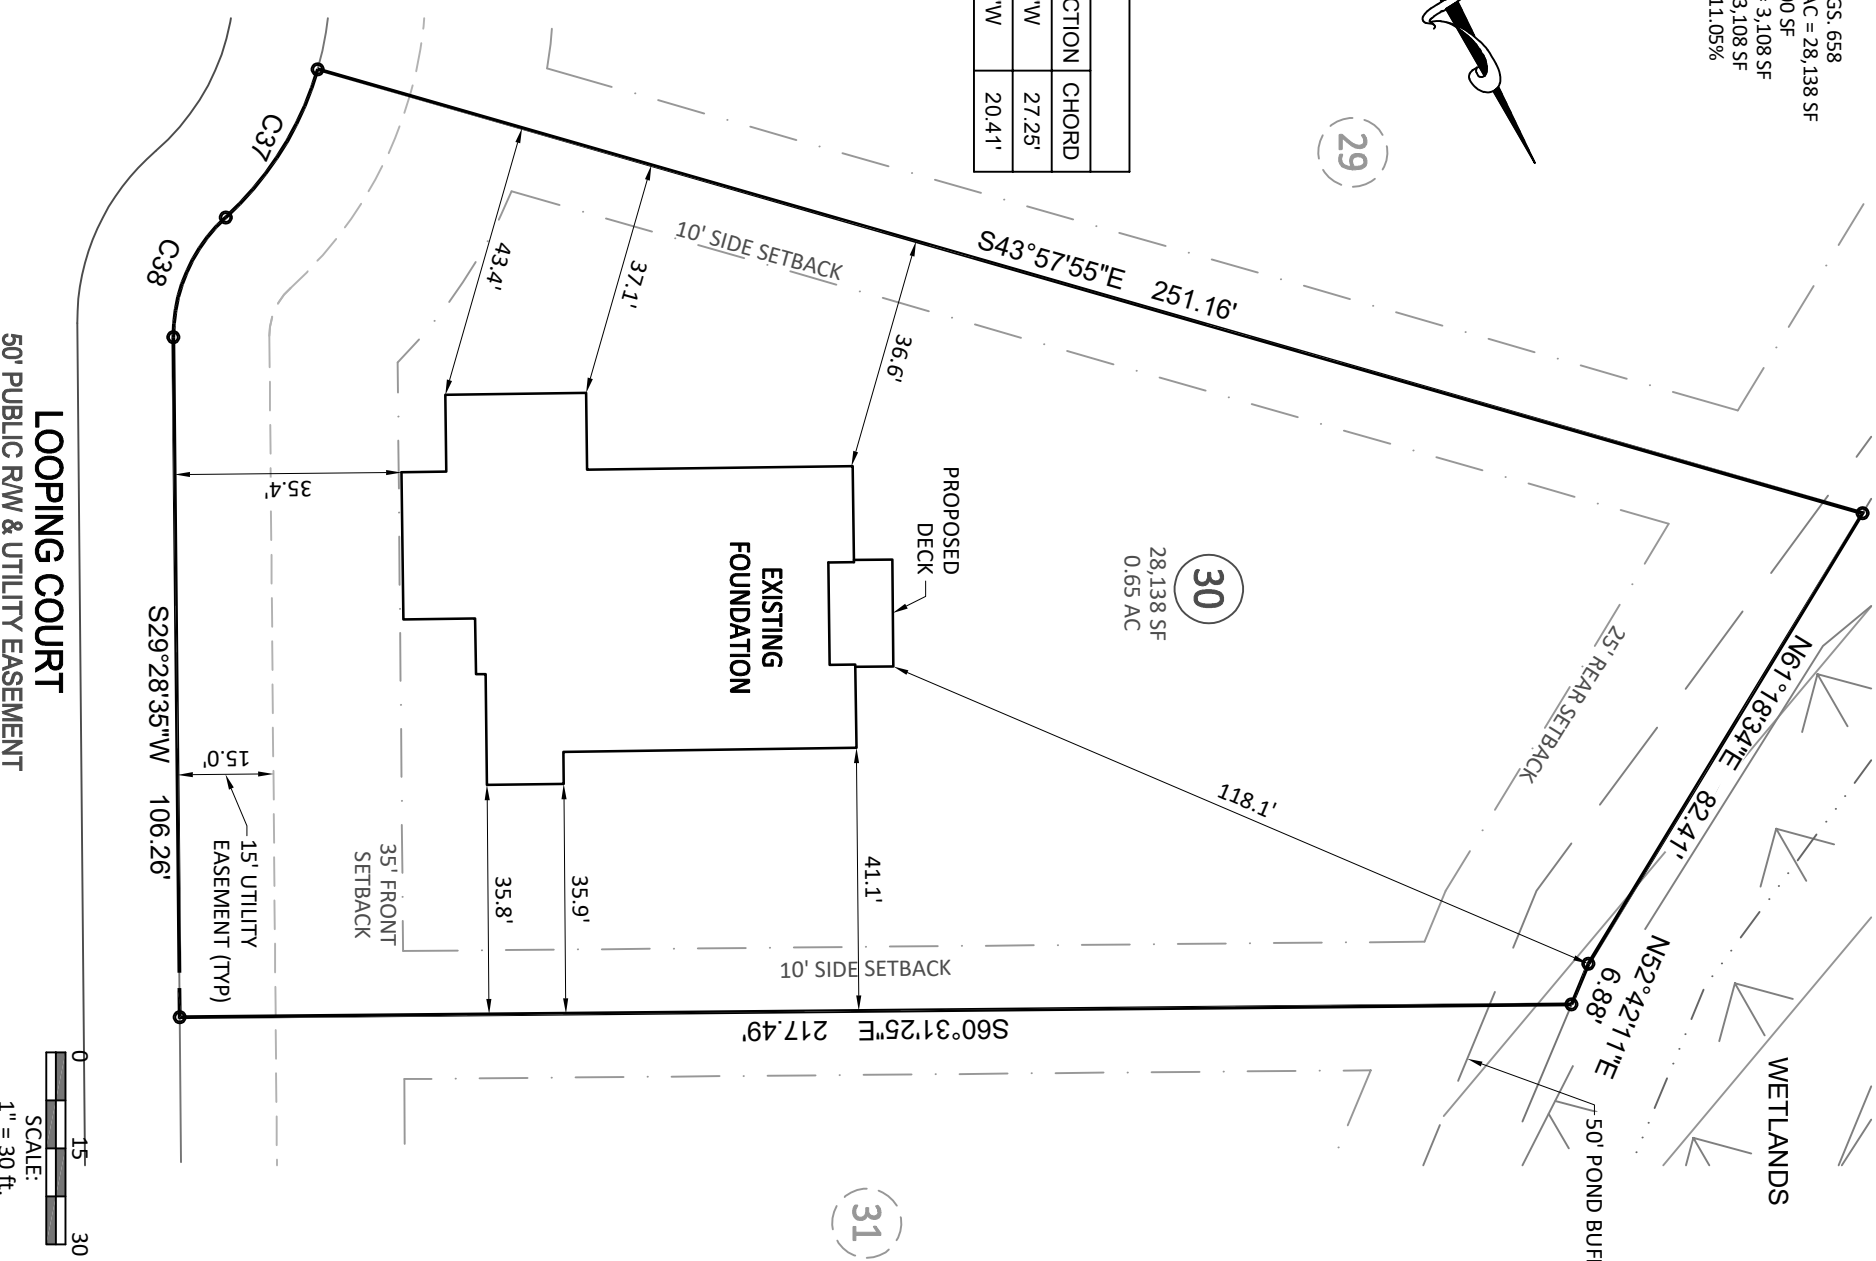 GS. 658
AC = 28,138 SF
00 SF
= 3,108 SF
3,108 SF
11.05%
CTION CHORD
"W 27.25'
"W 20.41'
29
C37
C38
43.4'
37.1'
36.6'
10' SIDE SETBACK
S43°57'55"E 251.16'
PROPOSED
DECK
EXISTING
FOUNDATION
30
28,138 SF
0.65 AC
25' REAR SETBACK
N61°18'34"E 82.41'
N52°42'11"E
6.88'
WETLANDS
50' POND BUF
118.1'
35.4'
15.0'
15' UTILITY
EASEMENT (TYP)
35' FRONT
SETBACK
35.8'
35.9'
41.1'
10' SIDE SETBACK
S60°31'25"E 217.49'
S29°28'35"W 106.26'
LOOPING COURT
50' PUBLIC R/W & UTILITY EASEMENT
31
0 15 30
SCALE:
1" = 30 ft.